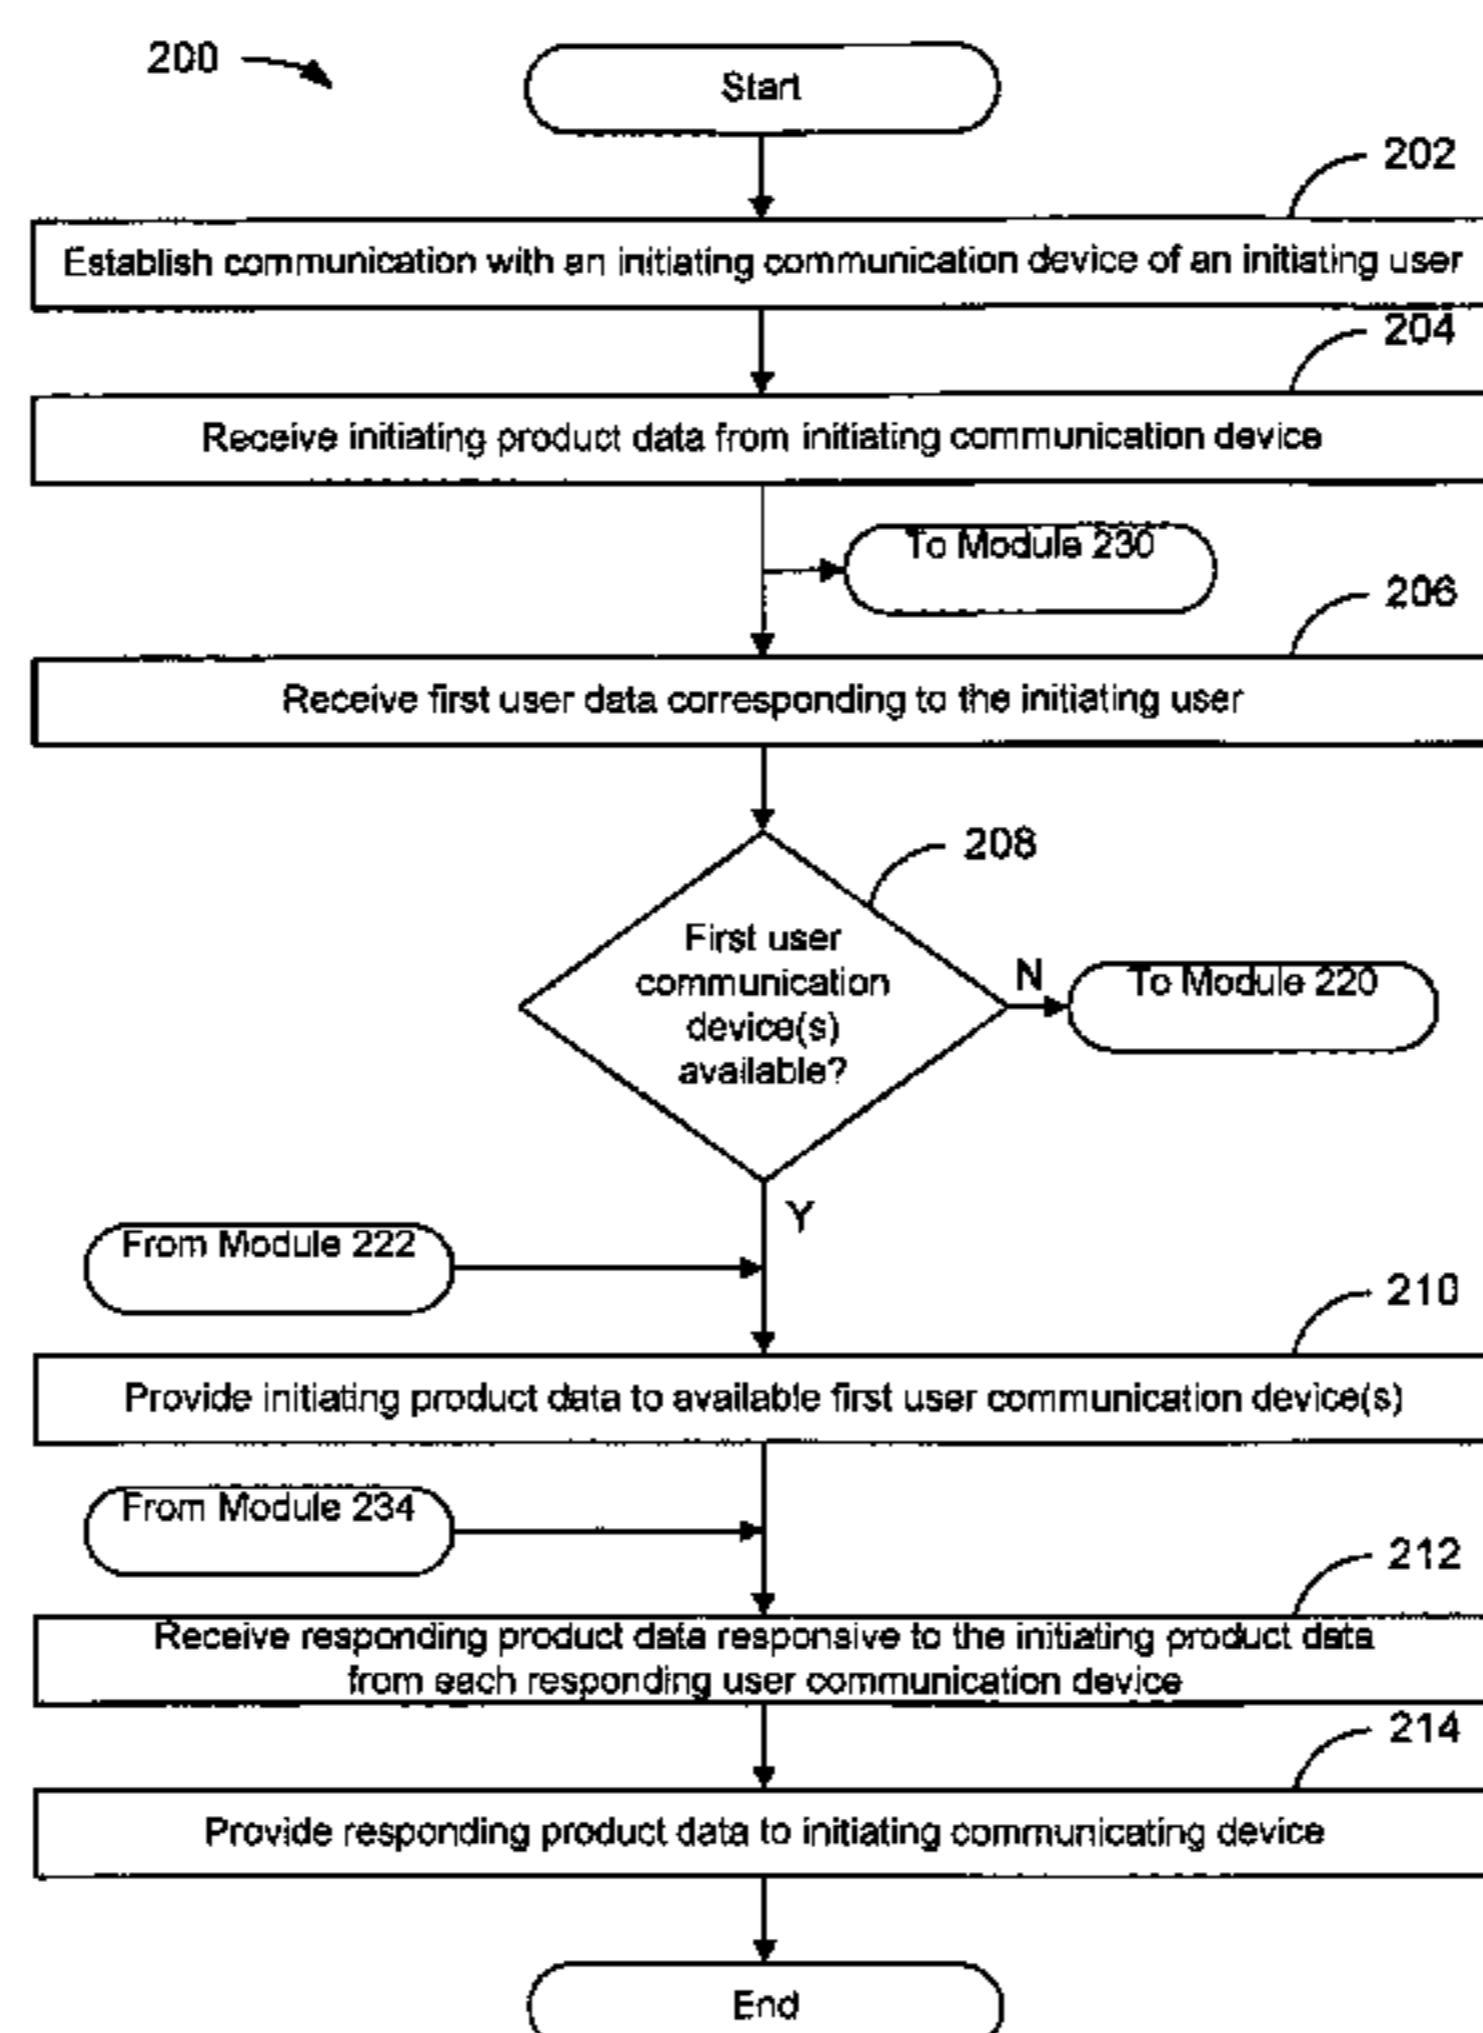 200
Start
202
Establish communication with an initiating communication device of an initiating user
204
Receive initiating product data from initiating communication device
To Module 230
206
Receive first user data corresponding to the initiating user
208
First user
communication
device(s)
available?
N
To Module 220
Y
From Module 222
210
Provide initiating product data to available first user communication device(s)
From Module 234
212
Receive responding product data responsive to the initiating product data
from each responding user communication device
214
Provide responding product data to initiating communicating device
End